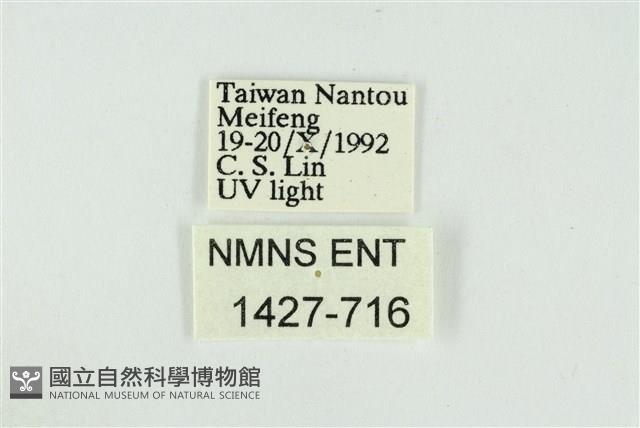 Taiwan Nantou
Meifeng
19-20/X/1992
C. S. Lin
UV light
NMNS ENT
1427-716
國立自然科學博物館
NATIONAL MUSEUM OF NATURAL SCIENCE